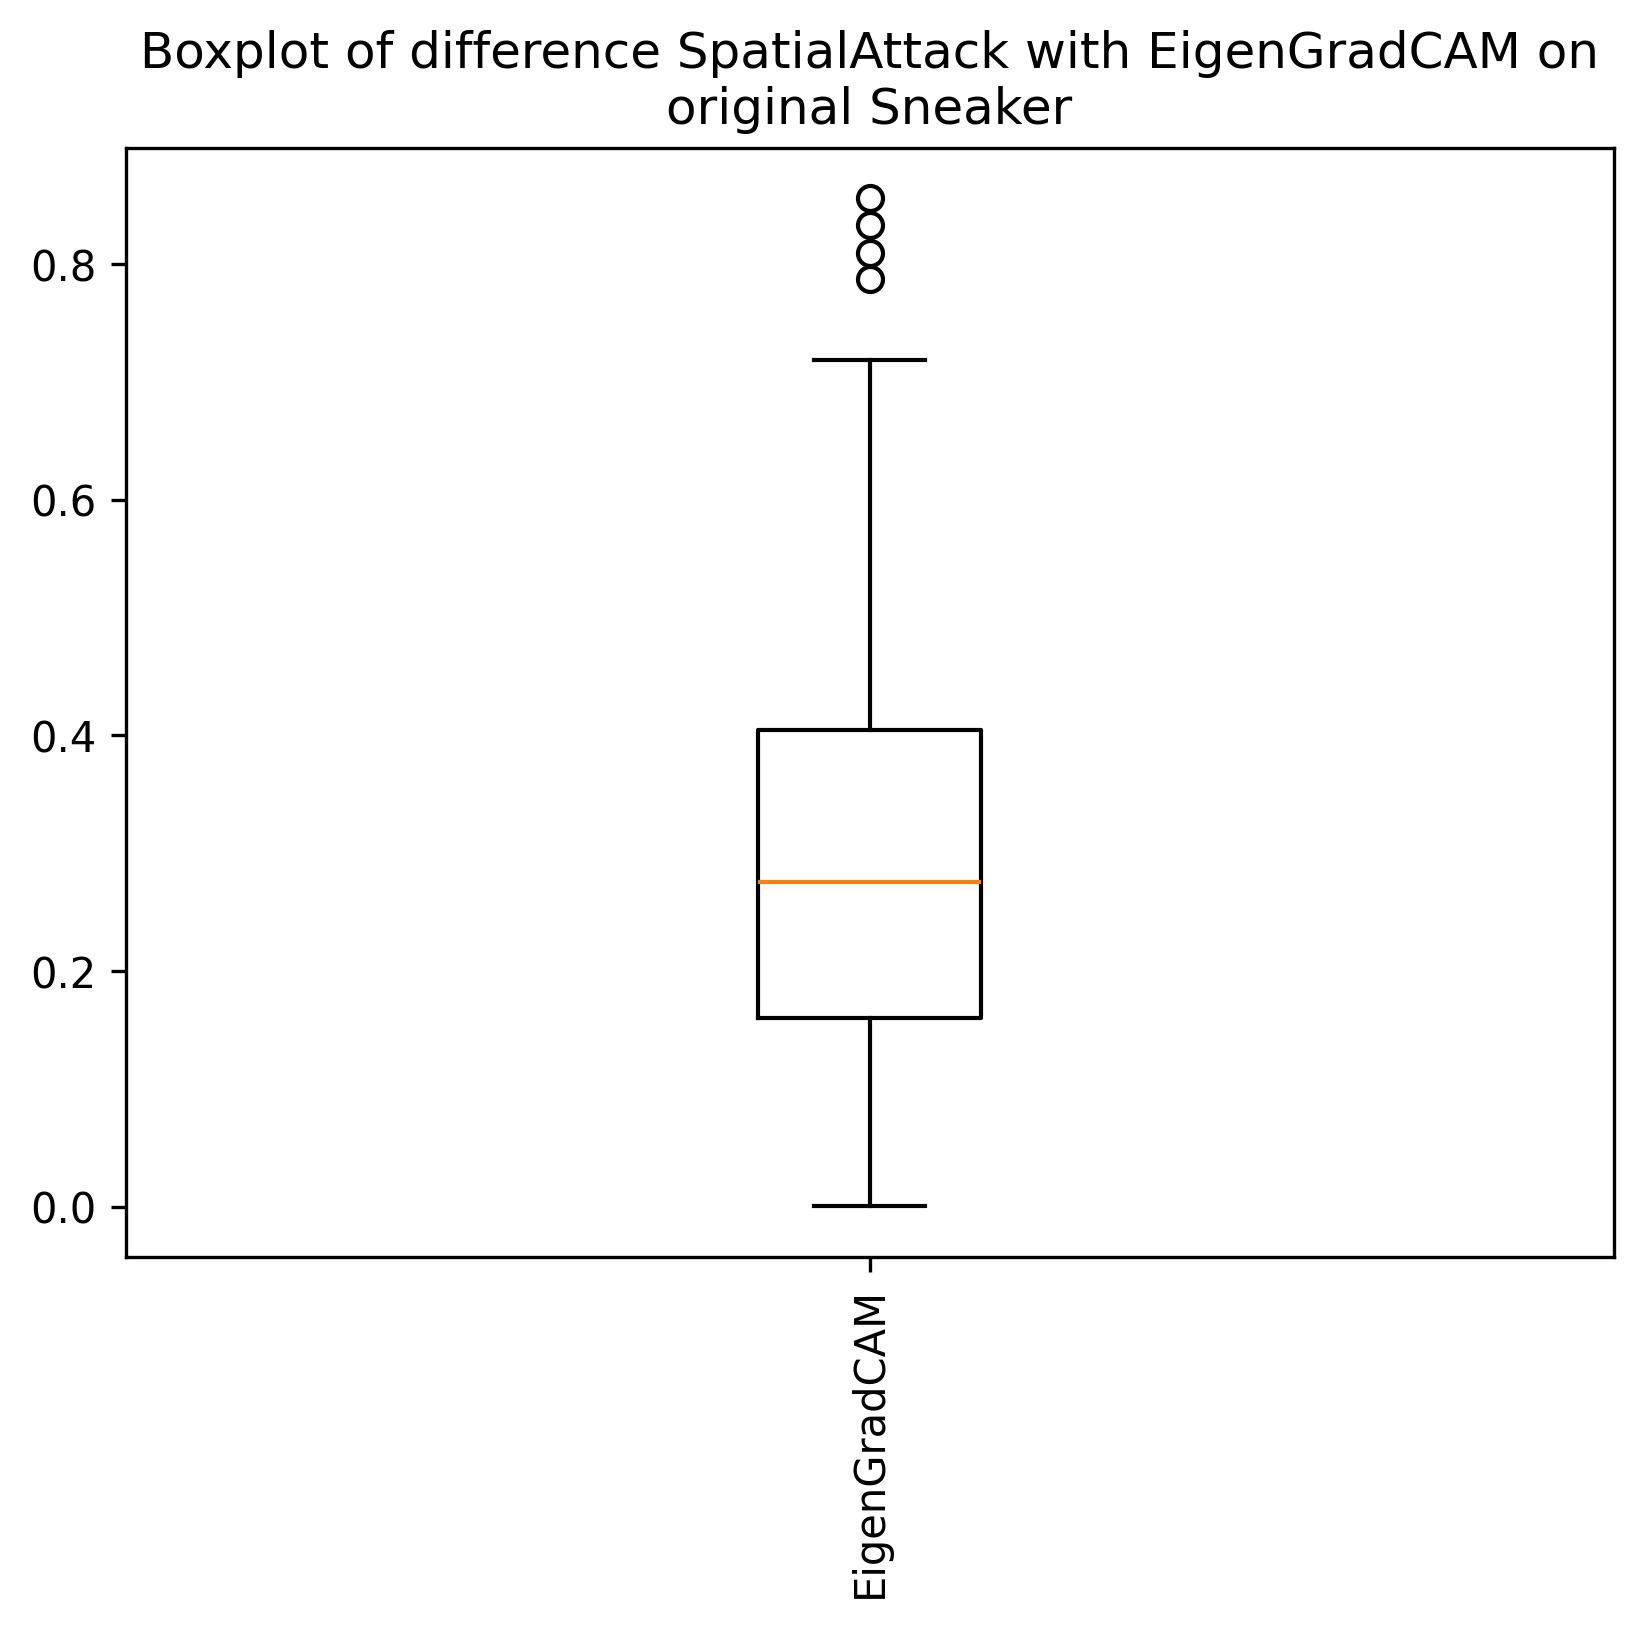 Boxplot of difference SpatialAttack with EigenGradCAM on
original Sneaker
0.8
0.6
0.4
0.2
0.0
EigenGradCAM